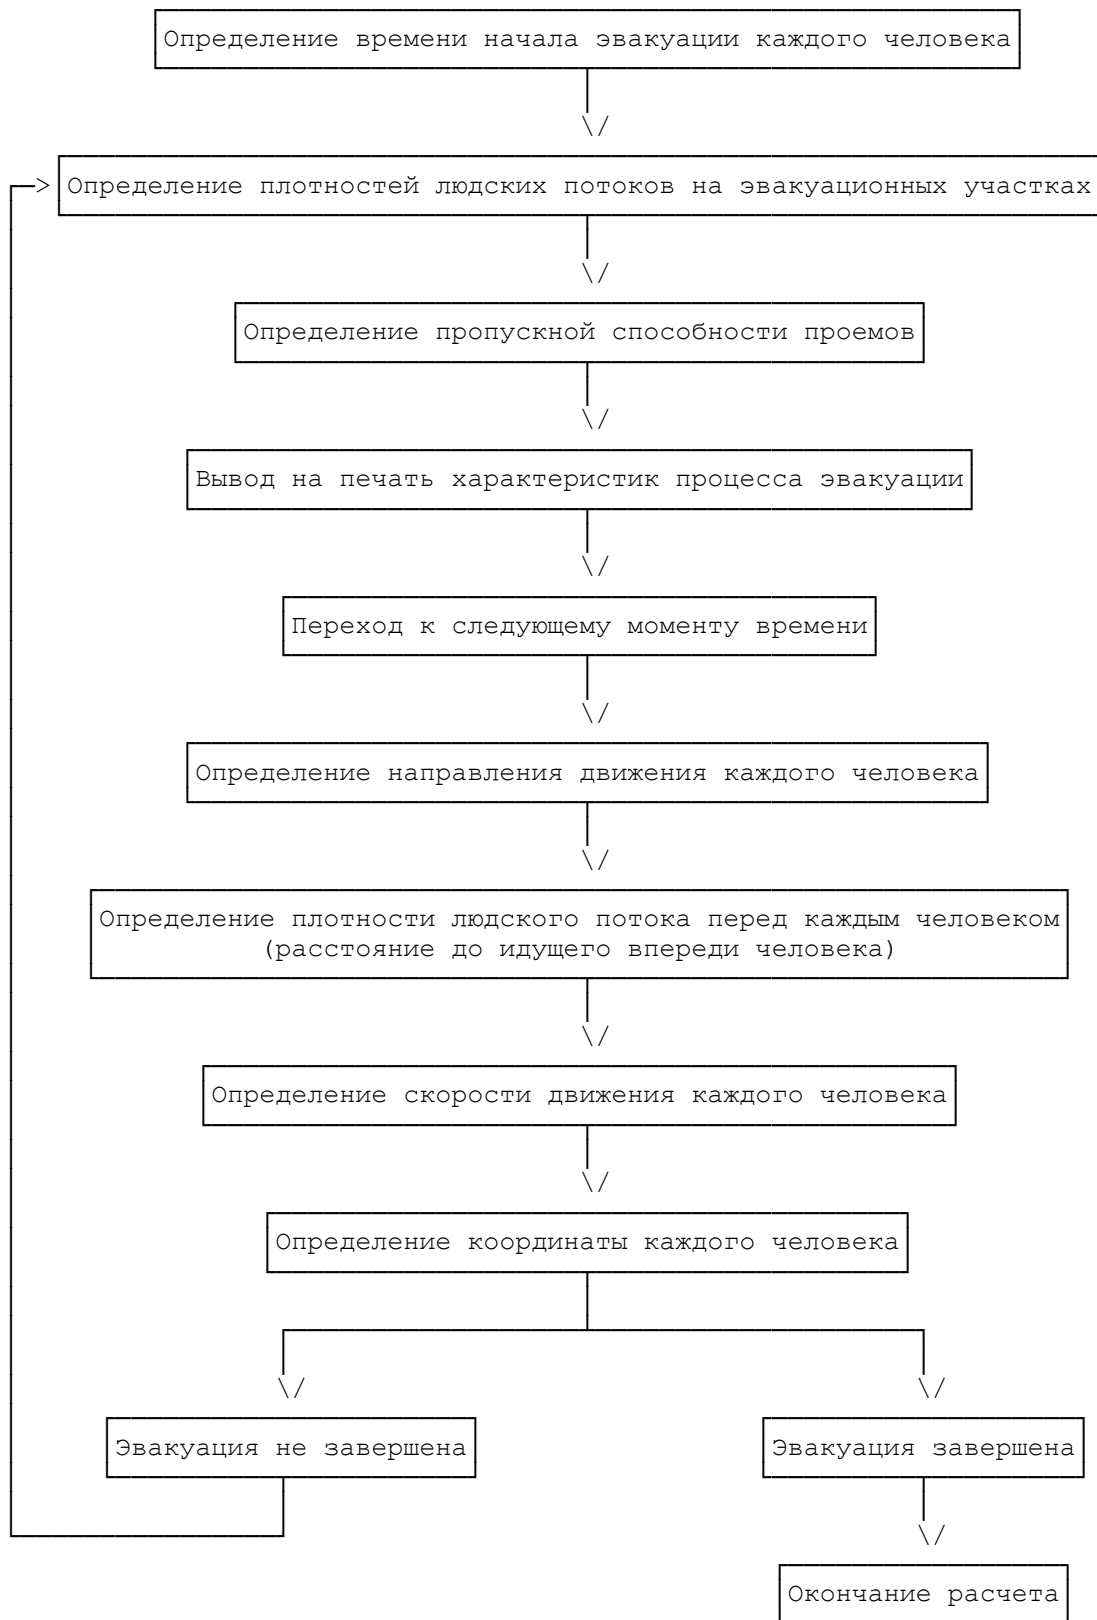 Определение времени начала эвакуации каждого человека
Определение плотностей людских потоков на эвакуационных участках
Определение пропускной способности проемов
Вывод на печать характеристик процесса эвакуации
Переход к следующему моменту времени
Определение направления движения каждого человека
Определение плотности людского потока перед каждым человеком
(расстояние до идущего впереди человека)
Определение скорости движения каждого человека
Определение координаты каждого человека
Эвакуация не завершена
Эвакуация завершена
Окончание расчета